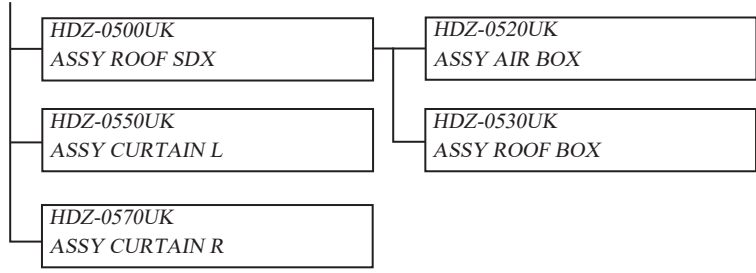 HDZ-0500UK
ASSY ROOF SDX
HDZ-0520UK
ASSY AIR BOX
HDZ-0550UK
ASSY CURTAIN L
HDZ-0530UK
ASSY ROOF BOX
HDZ-0570UK
ASSY CURTAIN R